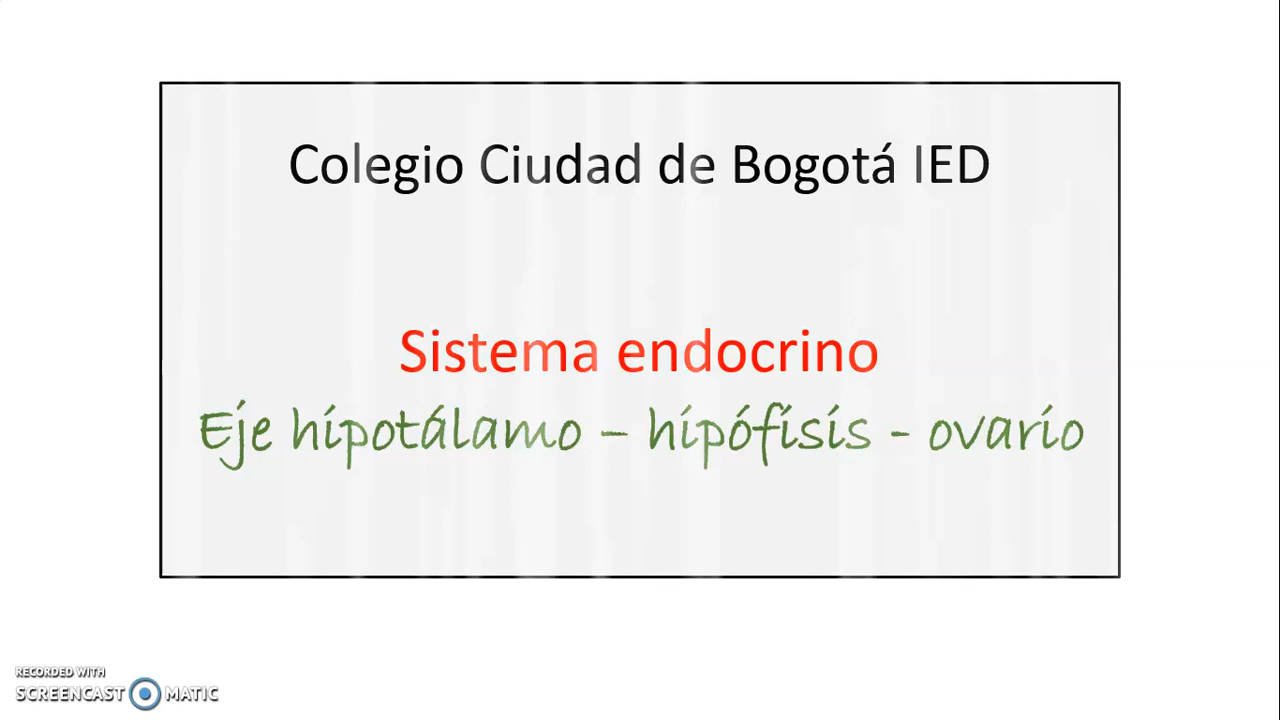 Colegio Ciudad de Bogotá IED
Sistema endocrino
Eje hipotálamo – hipófisis - ovario
RECORDED WITH
SCREENCAST MATIC